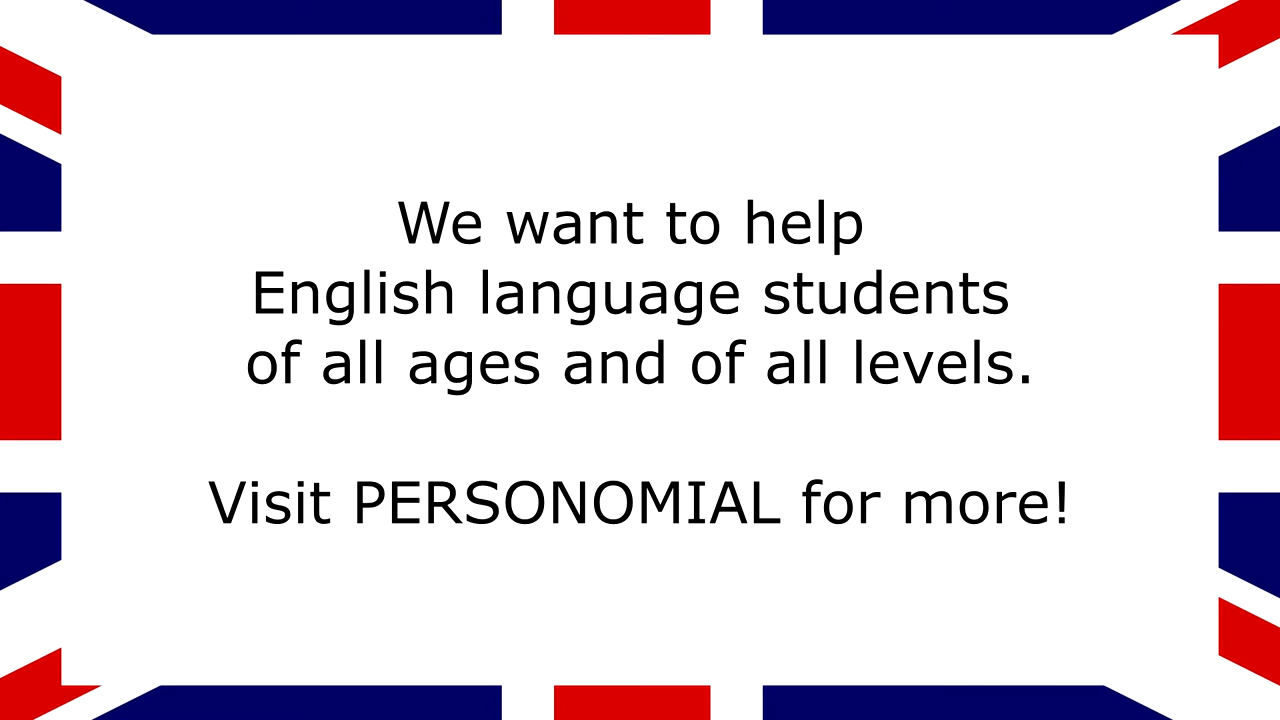 We want to help
English language students
of all ages and of all levels.
Visit PERSONOMIAL for more!